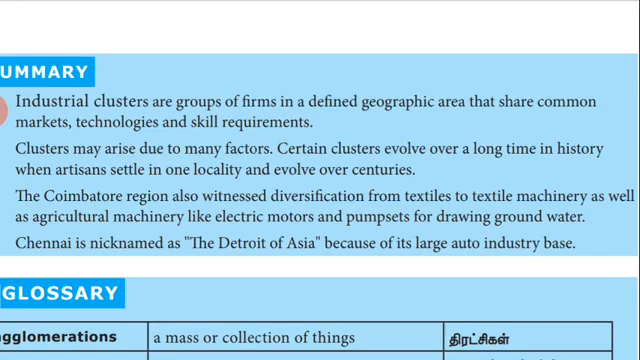 UMMARY
Industrial clusters are groups of firms in a defined geographic area that share common
markets, technologies and skill requirements.
Clusters may arise due to many factors. Certain clusters evolve over a long time in history
when artisans settle in one locality and evolve over centuries.
The Coimbatore region also witnessed diversification from textiles to textile machinery as well
as agricultural machinery like electric motors and pumpsets for drawing ground water.
Chennai is nicknamed as "The Detroit of Asia" because of its large auto industry base.
GLOSSARY
agglomerations a mass or collection of things திரட்சிகள்